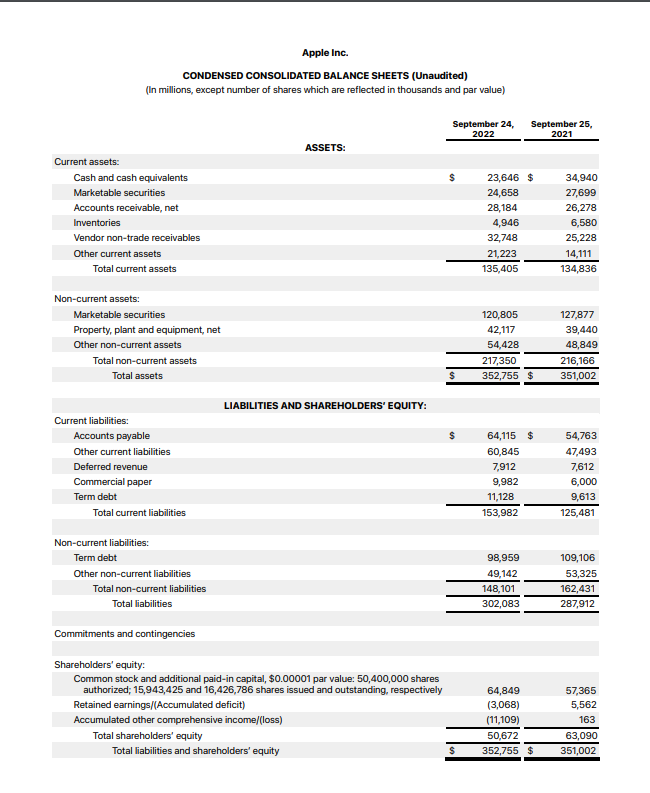 Apple Inc.
CONDENSED CONSOLIDATED BALANCE SHEETS (Unaudited)
(In millions, except number of shares which are reflected in thousands and par value)
September 24, 2022 September 25, 2021
ASSETS:
Current assets:
Cash and cash equivalents $ 23,646 $ 34,940
Marketable securities 24,658 27,699
Accounts receivable, net 28,184 26,278
Inventories 4,946 6,580
Vendor non-trade receivables 32,748 25,228
Other current assets 21,223 14,111
Total current assets 135,405 134,836
Non-current assets:
Marketable securities 120,805 127,877
Property, plant and equipment, net 42,117 39,440
Other non-current assets 54,428 48,849
Total non-current assets 217,350 216,166
Total assets $ 352,755 $ 351,002
LIABILITIES AND SHAREHOLDERS' EQUITY:
Current liabilities:
Accounts payable $ 64,115 $ 54,763
Other current liabilities 60,845 47,493
Deferred revenue 7,912 7,612
Commercial paper 9,982 6,000
Term debt 11,128 9,613
Total current liabilities 153,982 125,481
Non-current liabilities:
Term debt 98,959 109,106
Other non-current liabilities 49,142 53,325
Total non-current liabilities 148,101 162,431
Total liabilities 302,083 287,912
Commitments and contingencies
Shareholders' equity:
Common stock and additional paid-in capital, $0.00001 par value: 50,400,000 shares
authorized; 15,943,425 and 16,426,786 shares issued and outstanding, respectively 64,849 57,365
Retained earnings/(Accumulated deficit) (3,068) 5,562
Accumulated other comprehensive income/(loss) (11,109) 163
Total shareholders' equity 50,672 63,090
Total liabilities and shareholders' equity $ 352,755 $ 351,002